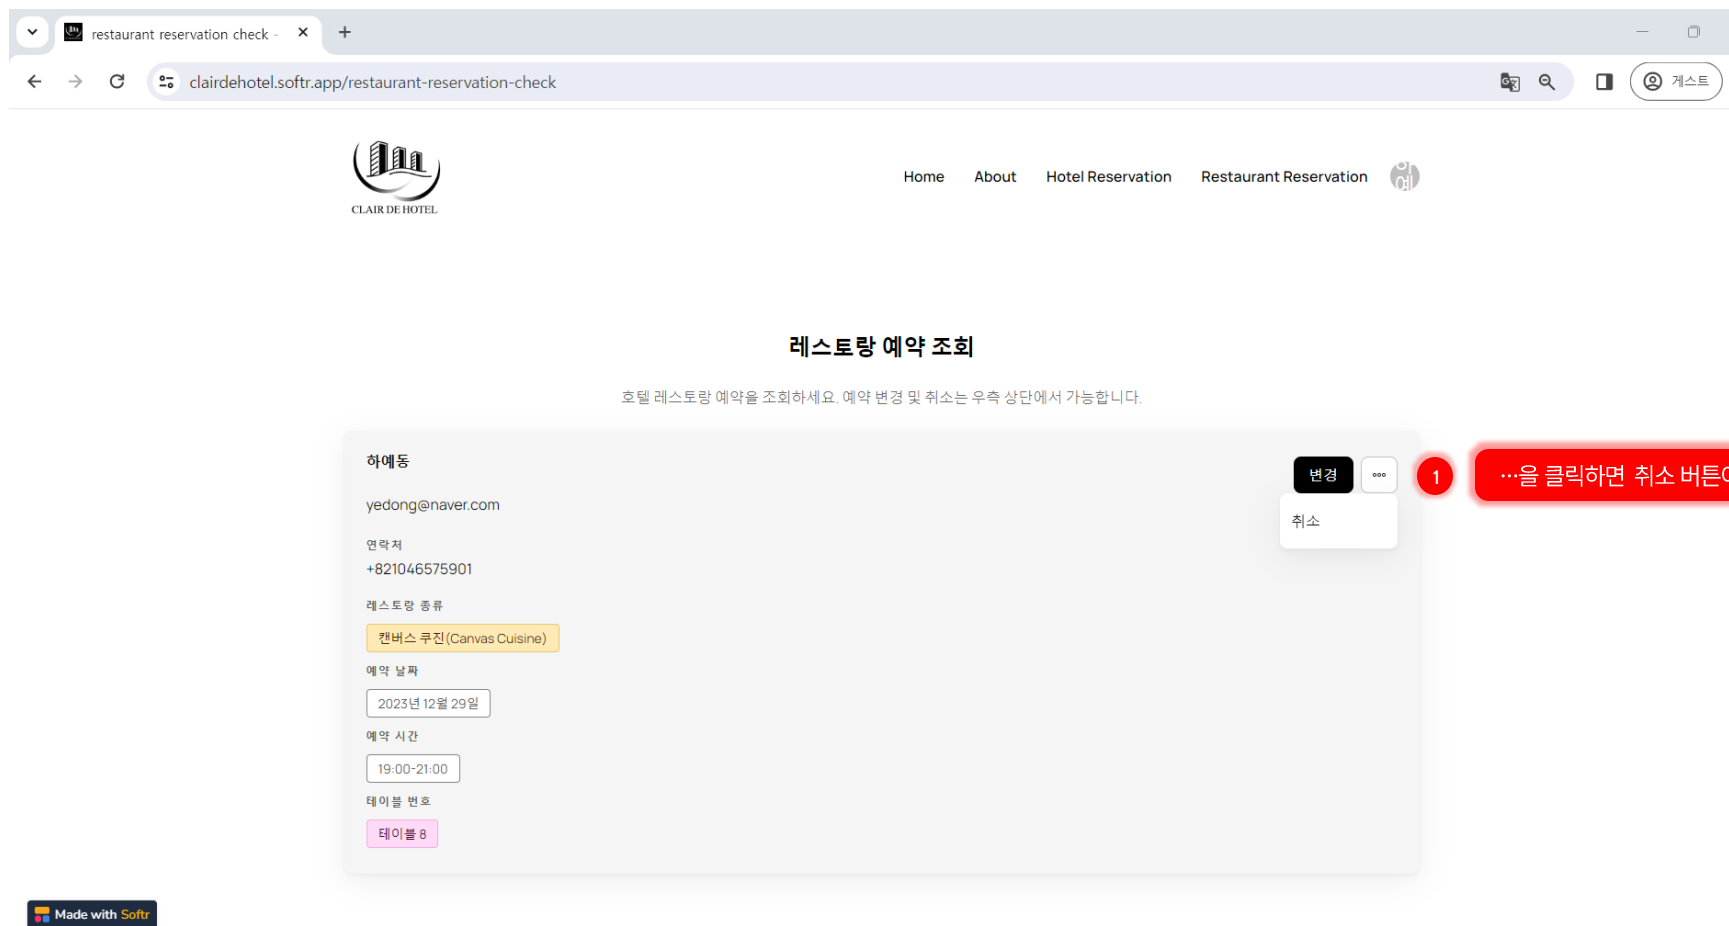 restaurant reservation check -
clairdehotel.softr.app/restaurant-reservation-check
게스트
CLAIR DE HOTEL
Home About Hotel Reservation Restaurant Reservation
레스토랑 예약 조회
호텔 레스토랑 예약을 조회하세요. 예약 변경 및 취소는 우측 상단에서 가능합니다.
하예동
변경
1
···을 클릭하면 취소 버튼이
취소
yedong@naver.com
연락처
+821046575901
레스토랑 종류
캔버스 쿠진(Canvas Cuisine)
예약 날짜
2023년 12월 29일
예약 시간
19:00-21:00
테이블 번호
테이블 8
Made with Softr